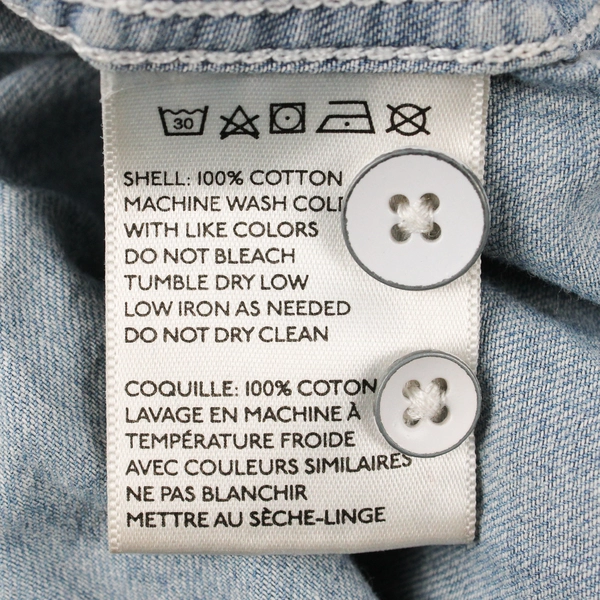 30
SHELL: 100% COTTON
MACHINE WASH COLD
WITH LIKE COLORS
DO NOT BLEACH
TUMBLE DRY LOW
LOW IRON AS NEEDED
DO NOT DRY CLEAN
COQUILLE: 100% COTON
LAVAGE EN MACHINE À
TEMPÉRATURE FROIDE
AVEC COULEURS SIMILAIRES
NE PAS BLANCHIR
METTRE AU SÈCHE-LINGE